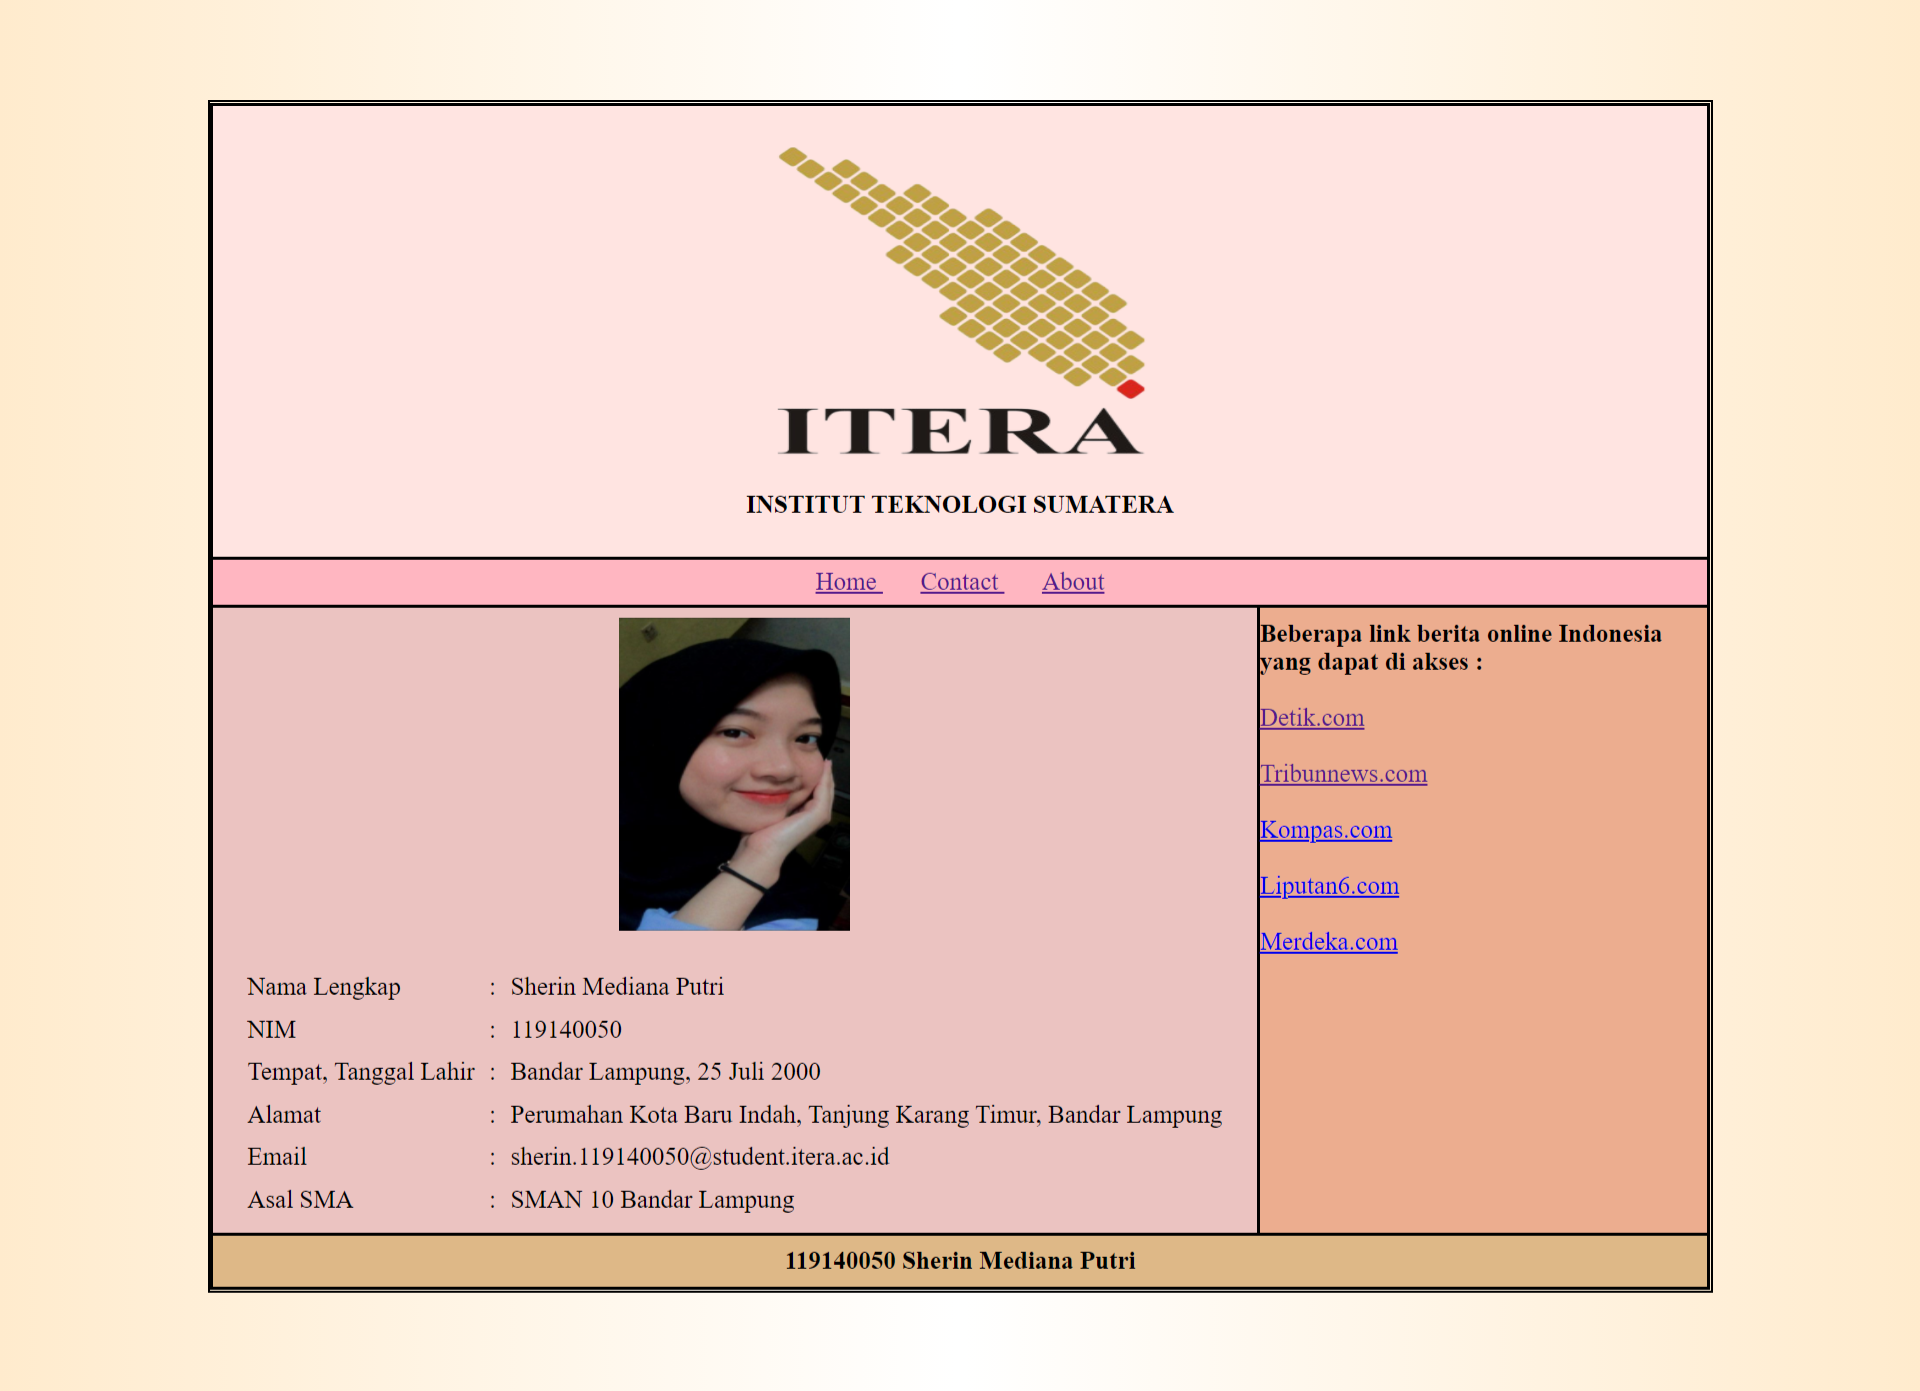 ITERA
INSTITUT TEKNOLOGI SUMATERA
Home Contact About
Beberapa link berita online Indonesia
yang dapat di akses :
Detik.com
Tribunnews.com
Kompas.com
Liputan6.com
Merdeka.com
Nama Lengkap : Sherin Mediana Putri
NIM : 119140050
Tempat, Tanggal Lahir : Bandar Lampung, 25 Juli 2000
Alamat : Perumahan Kota Baru Indah, Tanjung Karang Timur, Bandar Lampung
Email : sherin.119140050@student.itera.ac.id
Asal SMA : SMAN 10 Bandar Lampung
119140050 Sherin Mediana Putri